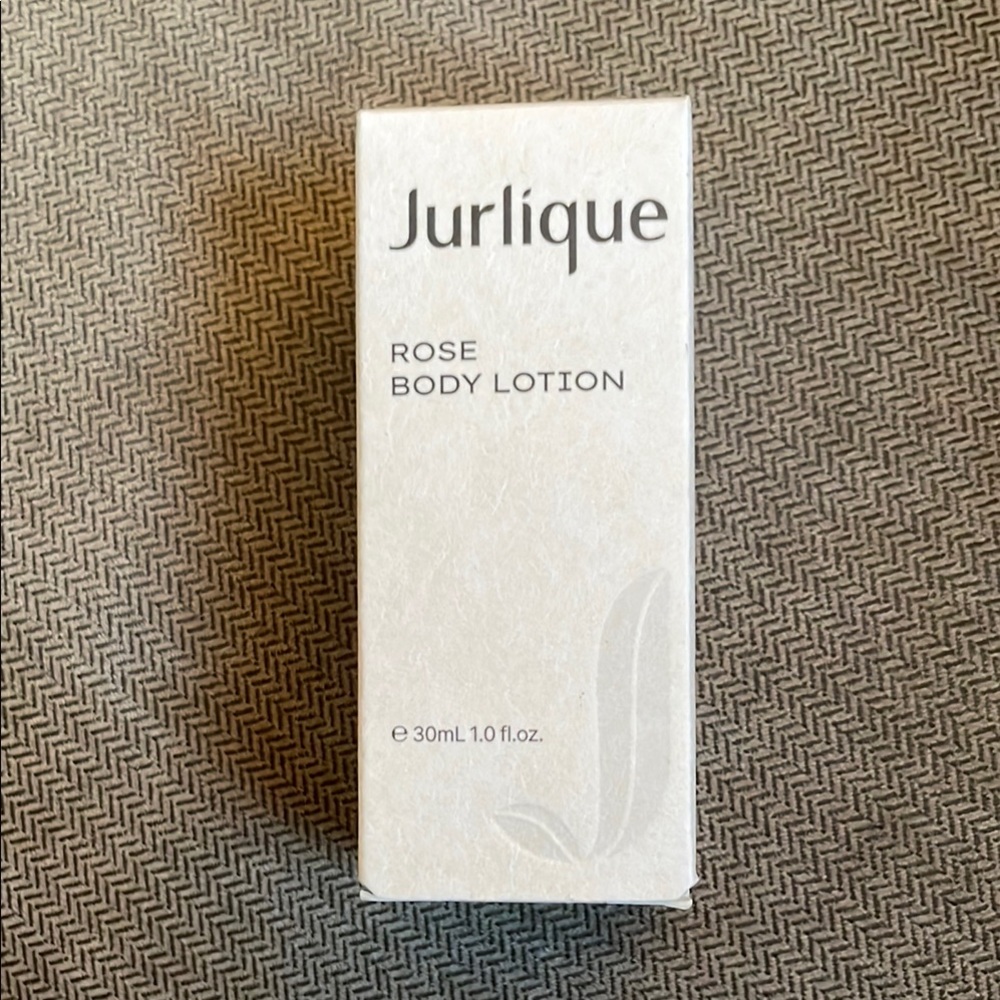 Jurlique
ROSE
BODY LOTION
℮ 30mL 1.0 fl.oz.